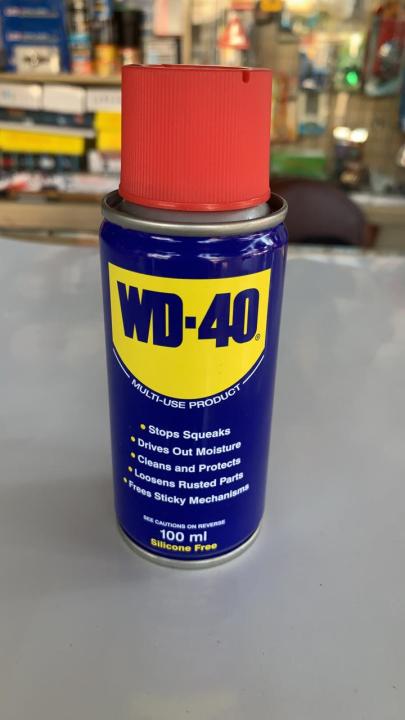 WD-40®
MULTI-USE PRODUCT
• Stops Squeaks
• Drives Out Moisture
• Cleans and Protects
• Loosens Rusted Parts
• Frees Sticky Mechanisms
SEE CAUTIONS ON REVERSE
100 ml
Silicone Free